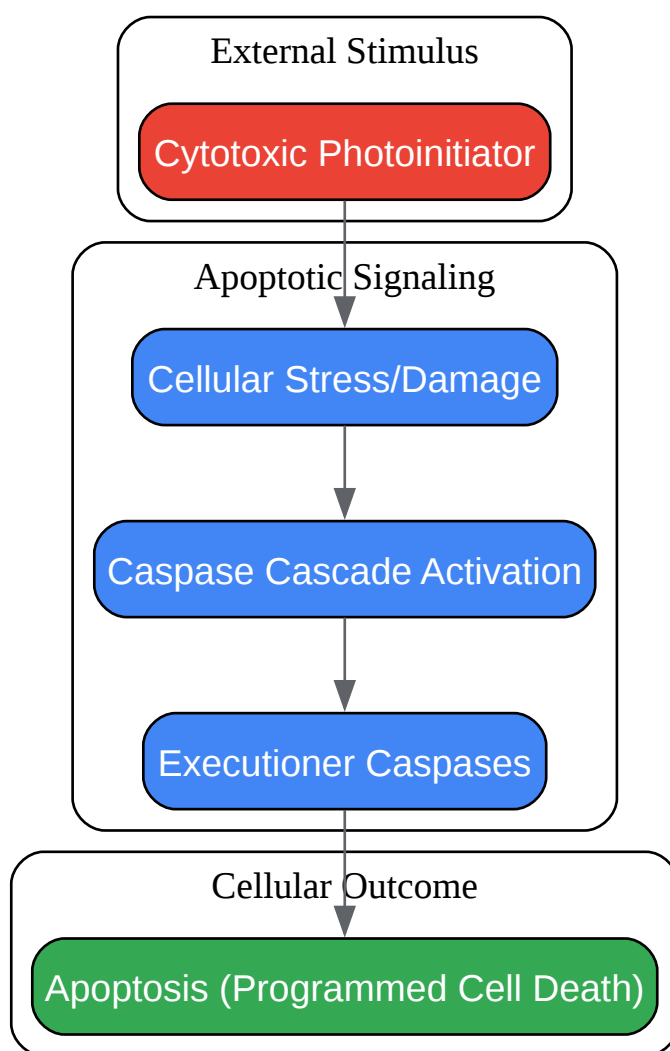 External Stimulus
Cytotoxic Photoinitiator
Apoptotic Signaling
Cellular Stress/Damage
Caspase Cascade Activation
Executioner Caspases
Cellular Outcome
Apoptosis (Programmed Cell Death)